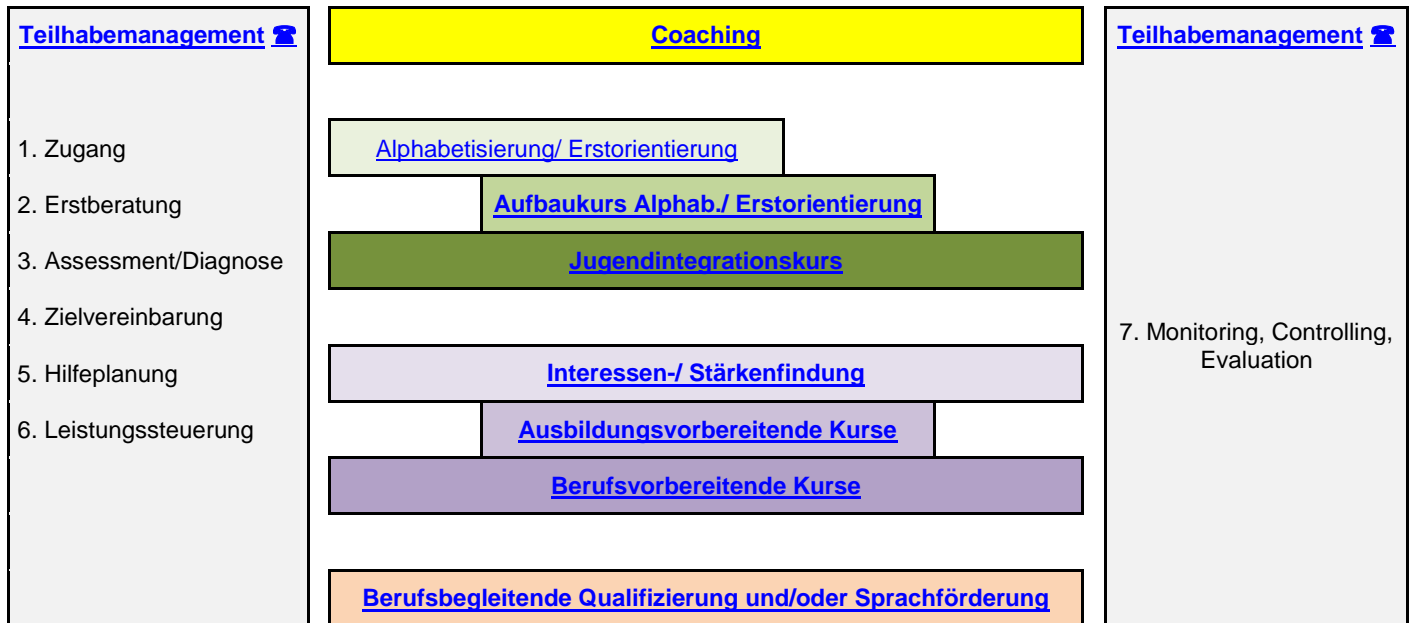 Teilhabemanagement ☎
1. Zugang
2. Erstberatung
3. Assessment/Diagnose
4. Zielvereinbarung
5. Hilfeplanung
6. Leistungssteuerung
Coaching
Alphabetisierung/ Erstorientierung
Aufbaukurs Alphab./ Erstorientierung
Jugendintegrationskurs
Interessen-/ Stärkenfindung
Ausbildungsvorbereitende Kurse
Berufsvorbereitende Kurse
Berufsbegleitende Qualifizierung und/oder Sprachförderung
Teilhabemanagement ☎
7. Monitoring, Controlling,
Evaluation